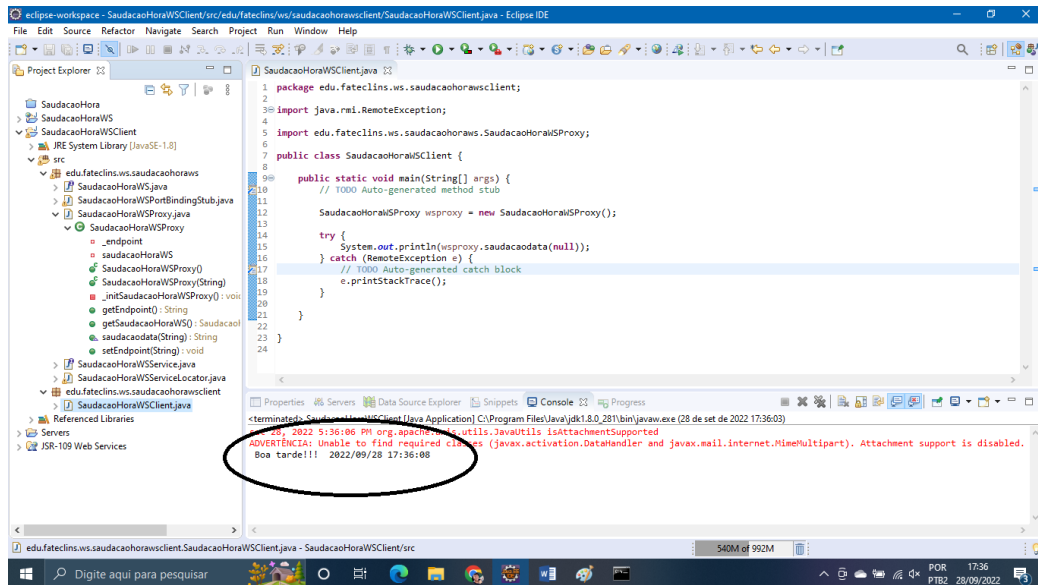 eclipse-workspace - SaudacaoHoraWSClient/src/edu/fateclins/ws/saudacaohorawsclient/SaudacaoHoraWSClient.java - Eclipse IDE
File Edit Source Refactor Navigate Search Project Run Window Help
Project Explorer
SaudacaoHoraWSClient.java
SaudacaoHora
SaudacaoHoraWS
SaudacaoHoraWSClient
JRE System Library [JavaSE-1.8]
src
edu.fateclins.ws.saudacaohoraws
SaudacaoHoraWS.java
SaudacaoHoraWSPortBindingStub.java
SaudacaoHoraWSProxy.java
SaudacaoHoraWSProxy
_endpoint
saudacaoHoraWS
SaudacaoHoraWSProxy()
SaudacaoHoraWSProxy(String)
_initSaudacaoHoraWSProxy() : voi
getEndpoint() : String
getSaudacaoHoraWS() : Saudacaol
saudacaodata(String) : String
setEndpoint(String) : void
SaudacaoHoraWSService.java
SaudacaoHoraWSServiceLocator.java
edu.fateclins.ws.saudacaohorawsclient
SaudacaoHoraWSClient.java
Referenced Libraries
Servers
JSR-109 Web Services
1 package edu.fateclins.ws.saudacaohorawsclient;
2
3 import java.rmi.RemoteException;
4
5 import edu.fateclins.ws.saudacaohoraws.SaudacaoHoraWSProxy;
6
7 public class SaudacaoHoraWSClient {
8
9 public static void main(String[] args) {
10 // TODO Auto-generated method stub
11
12 SaudacaoHoraWSProxy wsproxy = new SaudacaoHoraWSProxy();
13
14 try {
15 System.out.println(wsproxy.saudacaodata(null));
16 } catch (RemoteException e) {
17 // TODO Auto-generated catch block
18 e.printStackTrace();
19 }
20
21 }
22
23 }
24
Properties Servers Data Source Explorer Snippets Console Progress
<terminated> SaudacaoHoraWSClient [Java Application] C:\Program Files\Java\jdk1.8.0_281\bin\javaw.exe (28 de set de 2022 17:36:03)
28, 2022 5:36:06 PM org.apache.axis.utils.JavaUtils isAttachmentSupported
ADVERTÊNCIA: Unable to find required classes (javax.activation.DataHandler and javax.mail.internet.MimeMultipart). Attachment support is disabled.
Boa tarde!!! 2022/09/28 17:36:08
edu.fateclins.ws.saudacaohorawsclient.SaudacaoHoraWSClient.java - SaudacaoHoraWSClient/src
540M of 992M
Digite aqui para pesquisar
POR
PTB2
17:36
28/09/2022